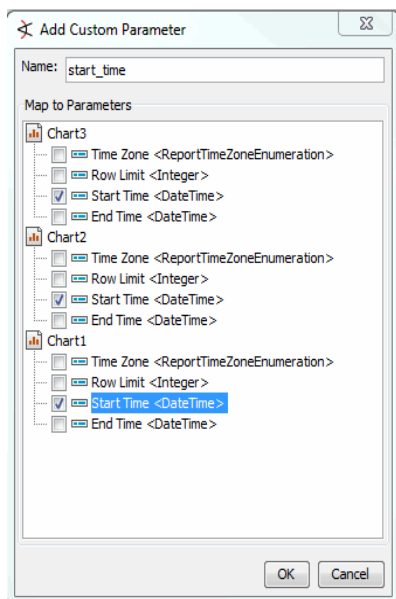 Add Custom Parameter
Name: start_time
Map to Parameters
Chart3
Time Zone <ReportTimeZoneEnumeration>
Row Limit <Integer>
Start Time <DateTime>
End Time <DateTime>
Chart2
Time Zone <ReportTimeZoneEnumeration>
Row Limit <Integer>
Start Time <DateTime>
End Time <DateTime>
Chart1
Time Zone <ReportTimeZoneEnumeration>
Row Limit <Integer>
Start Time <DateTime>
End Time <DateTime>
OK Cancel